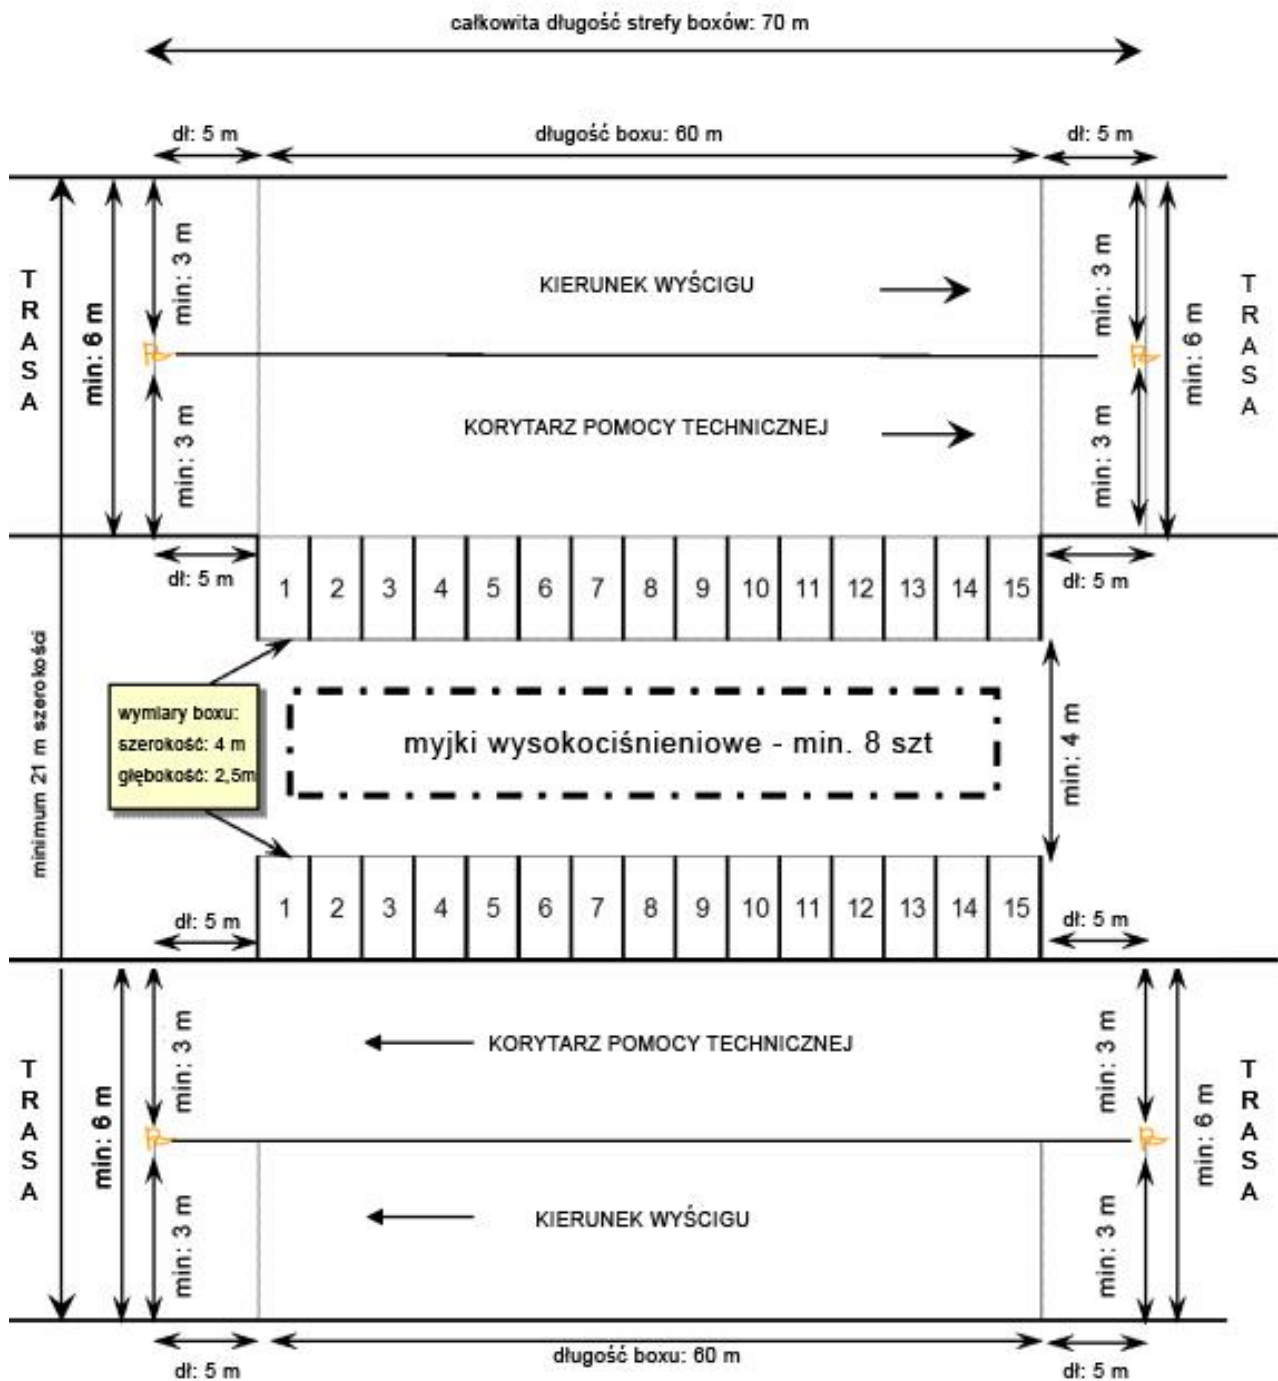 całkowita długość strefy boxów: 70 m
dł: 5 m
długość boxu: 60 m
dł: 5 m
min: 3 m
min: 3 m
TRASA
min: 6 m
KIERUNEK WYŚCIGU
min: 6 m
TRASA
min: 3 m
KORYTARZ POMOCY TECHNICZNEJ
min: 3 m
dł: 5 m
dł: 5 m
1 2 3 4 5 6 7 8 9 10 11 12 13 14 15
minimum 21 m szerokości
wymiary boxu:
szerokość: 4 m
głębokość: 2,5m
myjki wysokociśnieniowe - min. 8 szt
min: 4 m
1 2 3 4 5 6 7 8 9 10 11 12 13 14 15
dł: 5 m
dł: 5 m
min: 3 m
KORYTARZ POMOCY TECHNICZNEJ
min: 3 m
TRASA
min: 6 m
min: 6 m
TRASA
min: 3 m
KIERUNEK WYŚCIGU
min: 3 m
dł: 5 m
długość boxu: 60 m
dł: 5 m